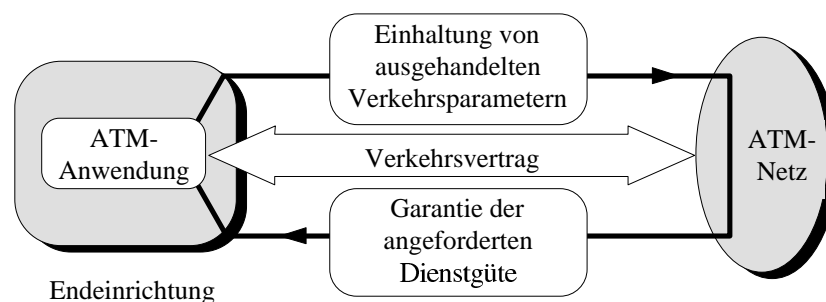 Einhaltung von
ausgehandelten
Verkehrsparametern
ATM-
Anwendung
Verkehrsvertrag
ATM-
Netz
Garantie der
angeforderten
Dienstgüte
Endeinrichtung